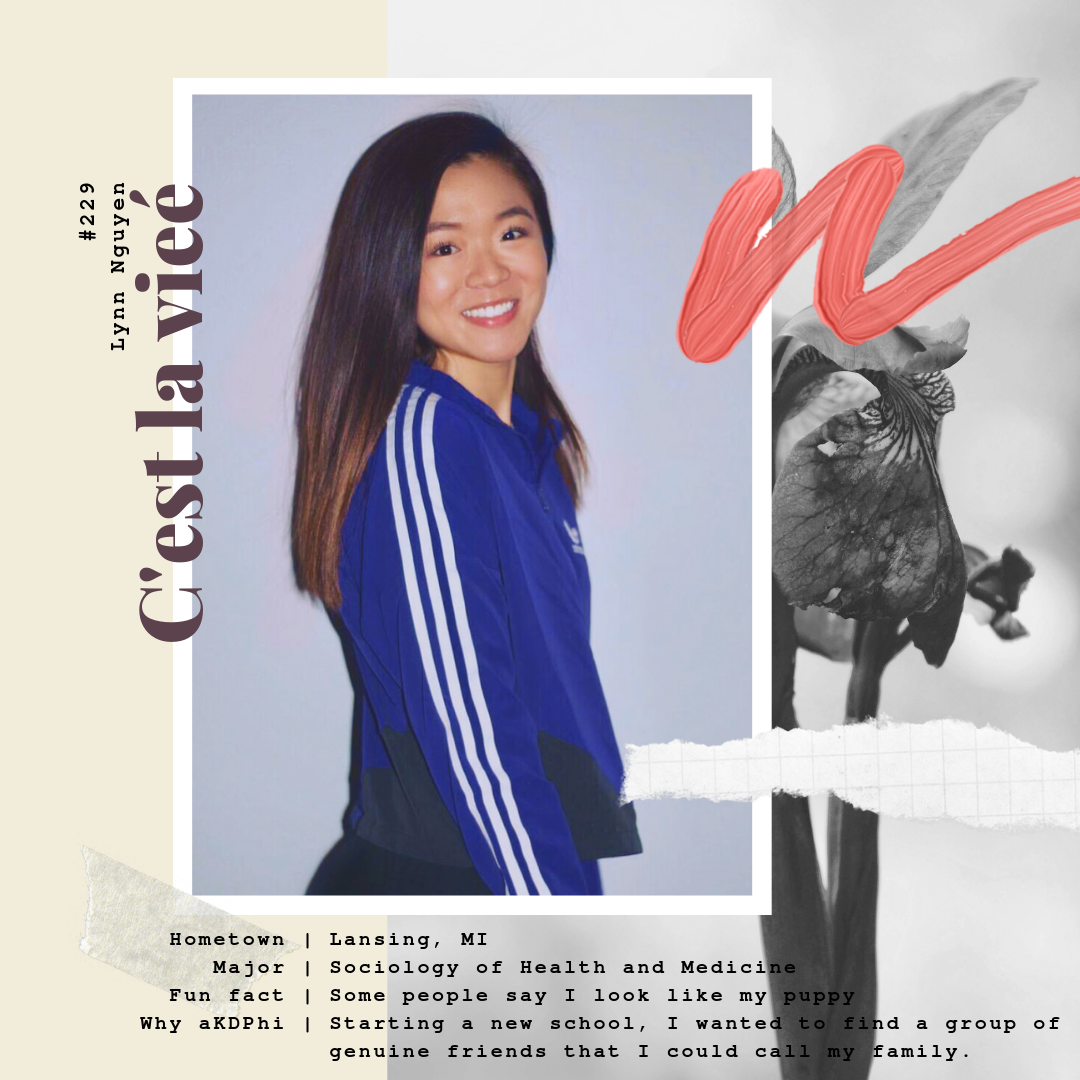 #229
Lynn Nguyen
C'est la vieé
Hometown | Lansing, MI
Major | Sociology of Health and Medicine
Fun fact | Some people say I look like my puppy
Why aKDPhi | Starting a new school, I wanted to find a group of
genuine friends that I could call my family.